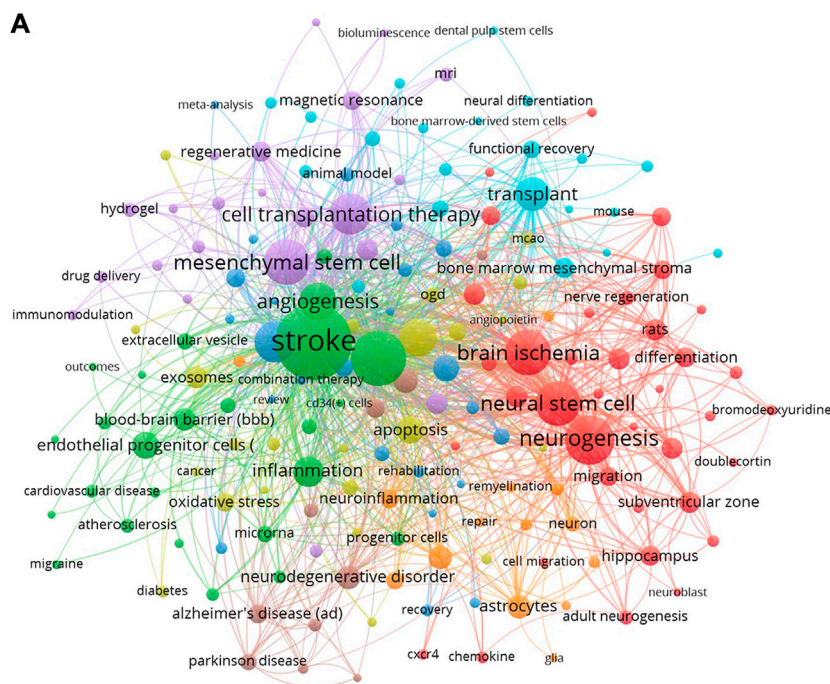 A
bioluminescence
dental pulp stem cells
mri
meta-analysis
magnetic resonance
neural differentiation
bone marrow-derived stem cells
regenerative medicine
functional recovery
animal model
transplant
hydrogel
cell transplantation therapy
mouse
mcao
mesenchymal stem cell
bone marrow mesenchymal stroma
drug delivery
ogd
nerve regeneration
angiogenesis
immunomodulation
angiopoietin
rats
extracellular vesicle
stroke
brain ischemia
differentiation
outcomes
exosomes
combination therapy
review
cd34(+) cells
neural stem cell
bromodeoxyuridine
blood-brain barrier (bbb)
apoptosis
neurogenesis
endothelial progenitor cells (
doublecortin
cancer
inflammation
rehabilitation
migration
cardiovascular disease
oxidative stress
neuroinflammation
remyelination
subventricular zone
atherosclerosis
microrna
progenitor cells
repair
neuron
migraine
cell migration
hippocampus
diabetes
neurodegenerative disorder
neuroblast
alzheimer's disease (ad)
recovery
astrocytes
adult neurogenesis
parkinson disease
cxcr4
chemokine
glia